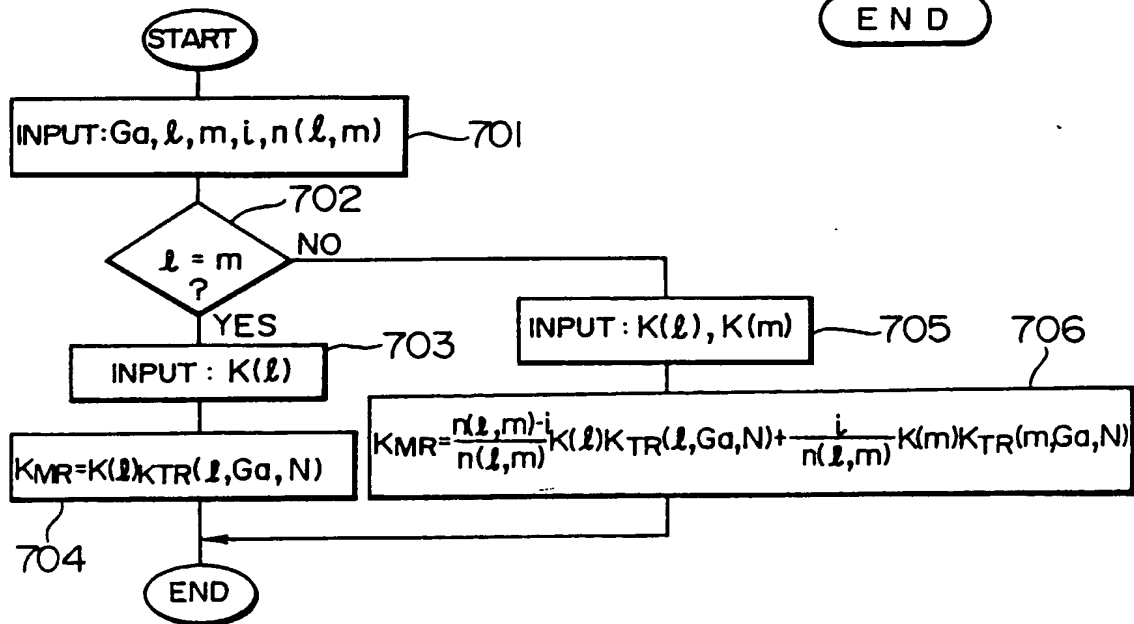 END
START
INPUT:Ga, ℓ, m, i, n(ℓ, m)
701
702
ℓ = m
?
NO
YES
INPUT : K(ℓ)
703
INPUT : K(ℓ), K(m)
705
706
KMR=K(ℓ)KTR(ℓ, Ga, N)
704
KMR= n(ℓ,m)-i / n(ℓ,m) K(ℓ)KTR(ℓ,Ga,N)+ i / n(ℓ,m) K(m)KTR(m,Ga,N)
END